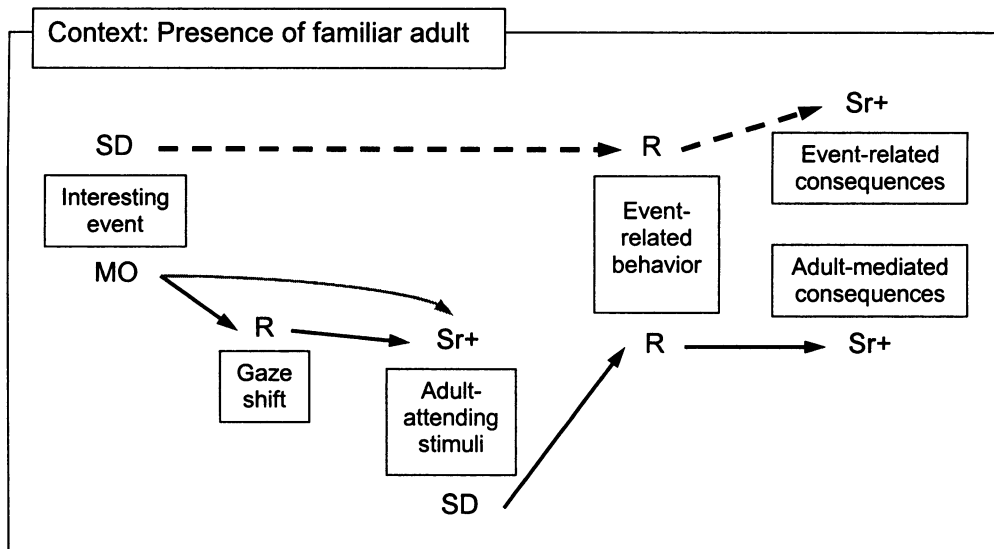 Context: Presence of familiar adult
SD
Interesting
event
MO
R
Gaze
shift
Sr+
Adult-
attending
stimuli
SD
R
Event-
related
behavior
R
Sr+
Event-related
consequences
Adult-mediated
consequences
Sr+